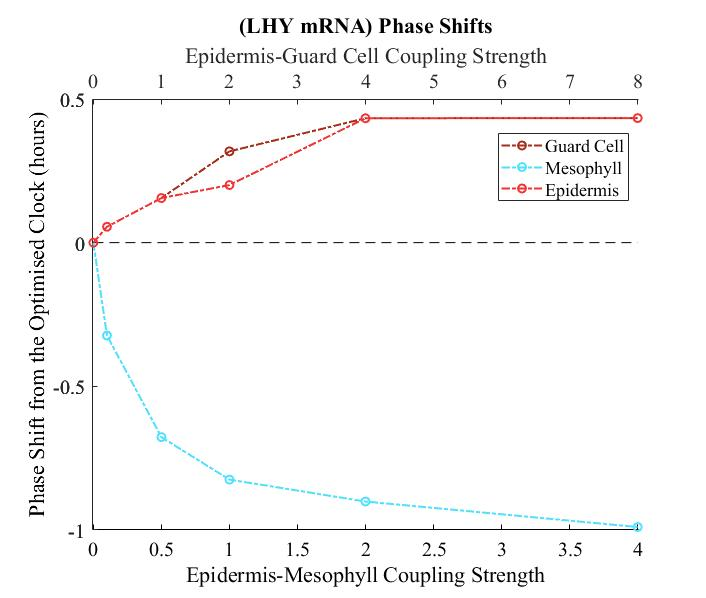 (LHY mRNA) Phase Shifts
Epidermis-Guard Cell Coupling Strength
0 1 2 3 4 5 6 7 8
Phase Shift from the Optimised Clock (hours)
0.5
0
-0.5
-1
Guard Cell
Mesophyll
Epidermis
0 0.5 1 1.5 2 2.5 3 3.5 4
Epidermis-Mesophyll Coupling Strength